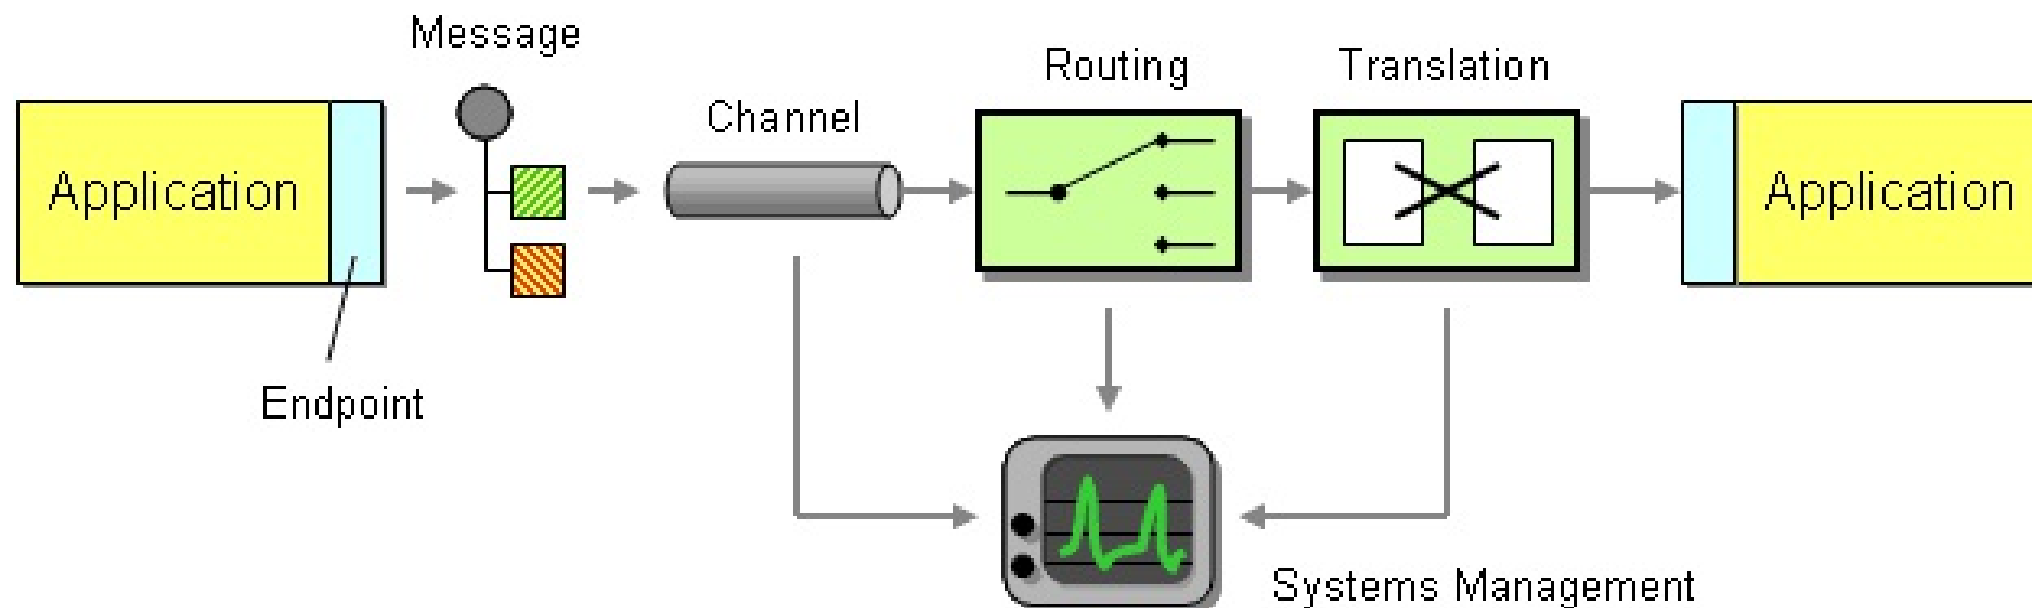 Message
Routing
Translation
Channel
Application
Application
Endpoint
Systems Management